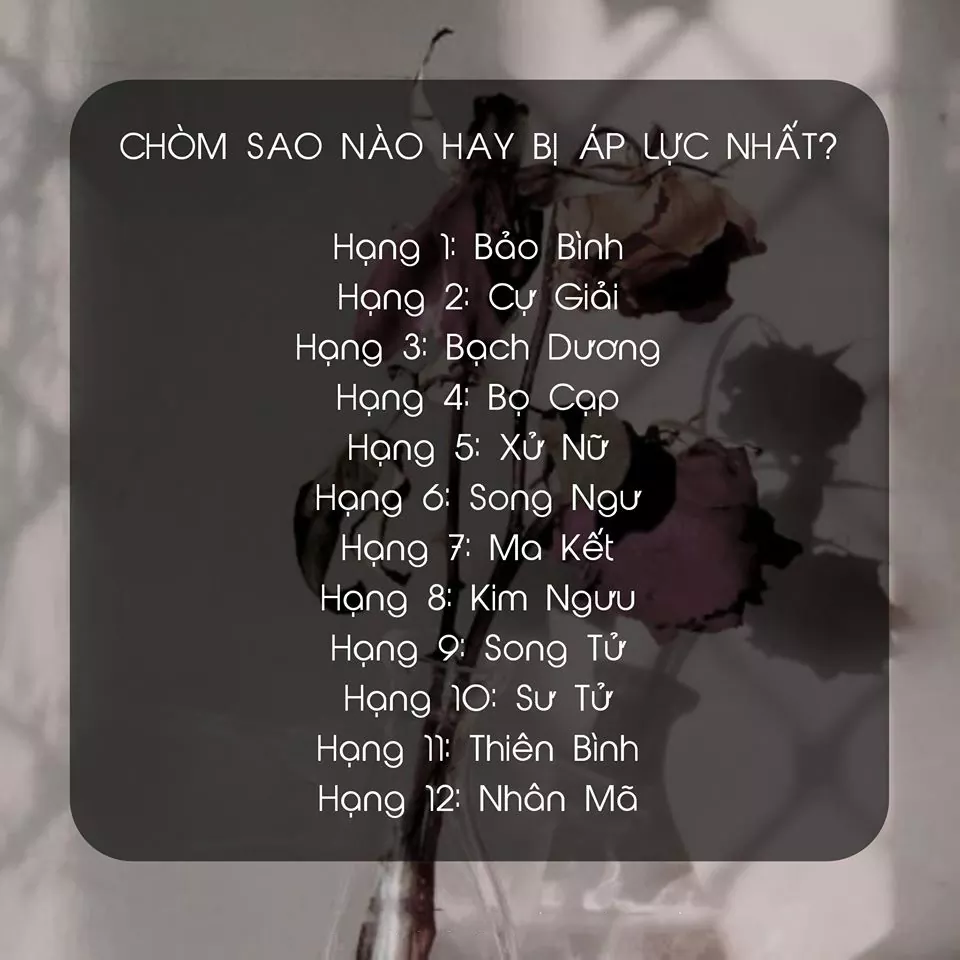 CHÒM SAO NÀO HAY BỊ ÁP LỰC NHẤT?
Hạng 1: Bảo Bình
Hạng 2: Cự Giải
Hạng 3: Bạch Dương
Hạng 4: Bọ Cạp
Hạng 5: Xử Nữ
Hạng 6: Song Ngư
Hạng 7: Ma Kết
Hạng 8: Kim Ngưu
Hạng 9: Song Tử
Hạng 10: Sư Tử
Hạng 11: Thiên Bình
Hạng 12: Nhân Mã